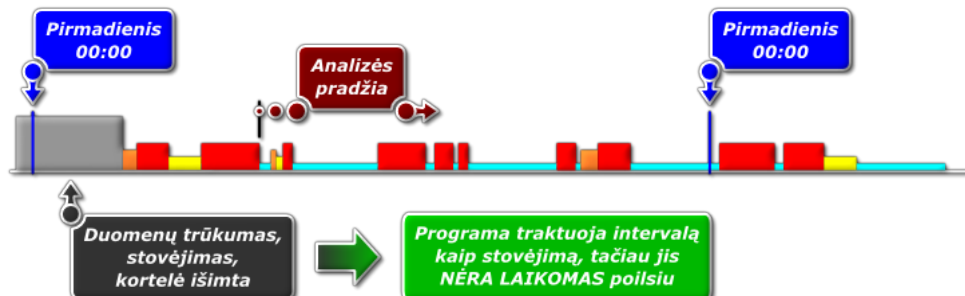 Pirmadienis
00:00
Analizės
pradžia
Pirmadienis
00:00
Duomenų trūkumas,
stovėjimas,
kortelė išimta
Programa traktuoja intervalą
kaip stovėjimą, tačiau jis
NĖRA LAIKOMAS poilsiu